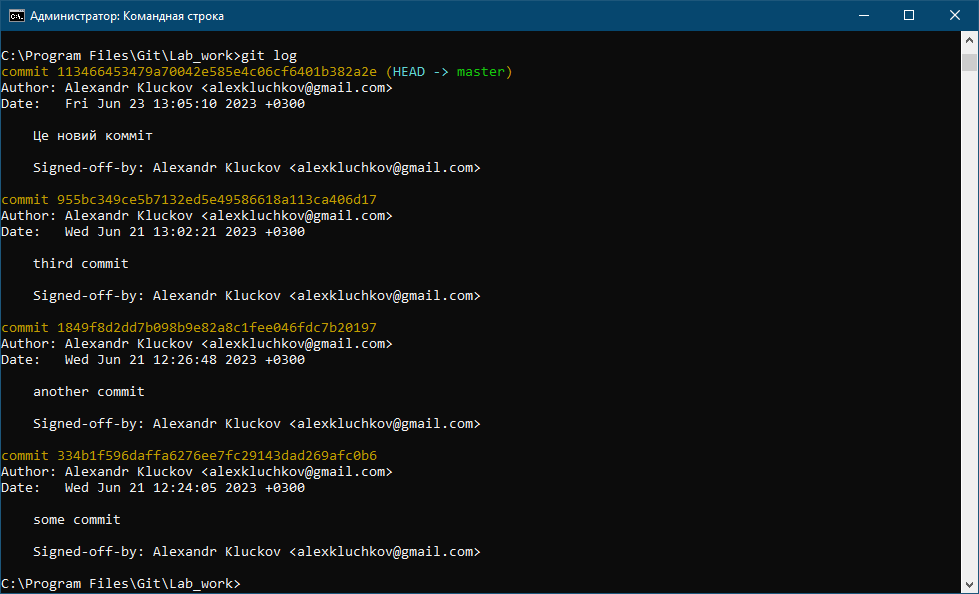 Администратор: Командная строка
C:\Program Files\Git\Lab_work>git log
commit 113466453479a70042e585e4c06cf6401b382a2e (HEAD -> master)
Author: Alexandr Kluckov <alexkluchkov@gmail.com>
Date:   Fri Jun 23 13:05:10 2023 +0300
Це новий комміт
Signed-off-by: Alexandr Kluckov <alexkluchkov@gmail.com>
commit 955bc349ce5b7132ed5e49586618a113ca406d17
Author: Alexandr Kluckov <alexkluchkov@gmail.com>
Date:   Wed Jun 21 13:02:21 2023 +0300
third commit
Signed-off-by: Alexandr Kluckov <alexkluchkov@gmail.com>
commit 1849f8d2dd7b098b9e82a8c1fee046fdc7b20197
Author: Alexandr Kluckov <alexkluchkov@gmail.com>
Date:   Wed Jun 21 12:26:48 2023 +0300
another commit
Signed-off-by: Alexandr Kluckov <alexkluchkov@gmail.com>
commit 334b1f596daffa6276ee7fc29143dad269afc0b6
Author: Alexandr Kluckov <alexkluchkov@gmail.com>
Date:   Wed Jun 21 12:24:05 2023 +0300
some commit
Signed-off-by: Alexandr Kluckov <alexkluchkov@gmail.com>
C:\Program Files\Git\Lab_work>